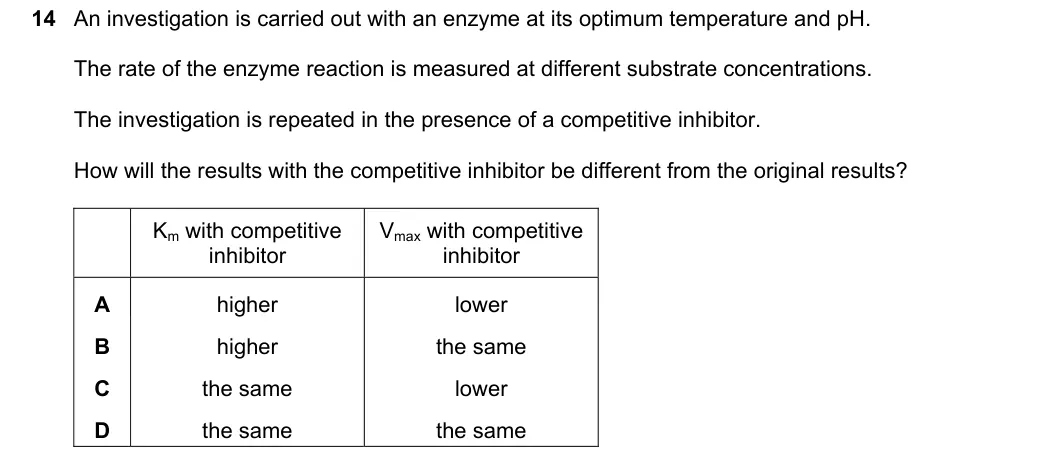 14 An investigation is carried out with an enzyme at its optimum temperature and pH.
The rate of the enzyme reaction is measured at different substrate concentrations.
The investigation is repeated in the presence of a competitive inhibitor.
How will the results with the competitive inhibitor be different from the original results?
Km with competitive inhibitor Vmax with competitive inhibitor
A higher lower
B higher the same
C the same lower
D the same the same